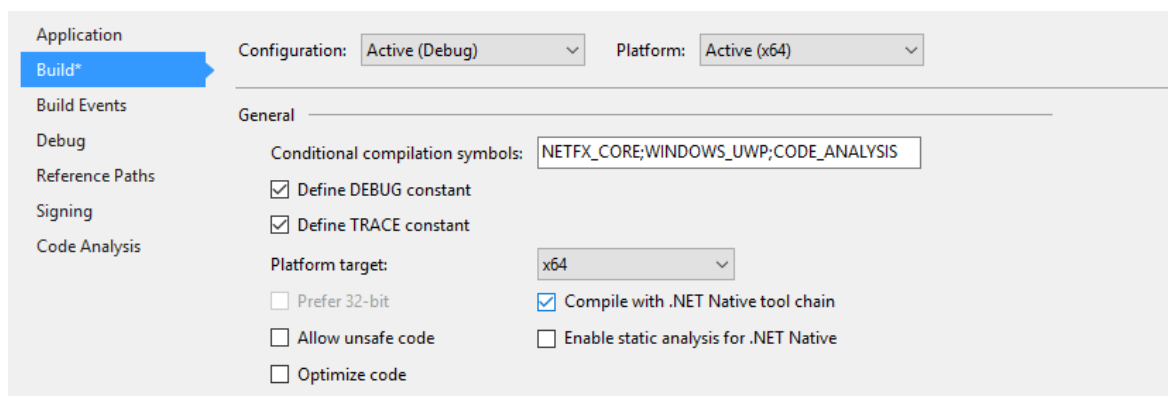 Application
Build*
Build Events
Debug
Reference Paths
Signing
Code Analysis
Configuration: Active (Debug) Platform: Active (x64)
General
Conditional compilation symbols: NETFX_CORE;WINDOWS_UWP;CODE_ANALYSIS
Define DEBUG constant
Define TRACE constant
Platform target: x64
Prefer 32-bit Compile with .NET Native tool chain
Allow unsafe code Enable static analysis for .NET Native
Optimize code